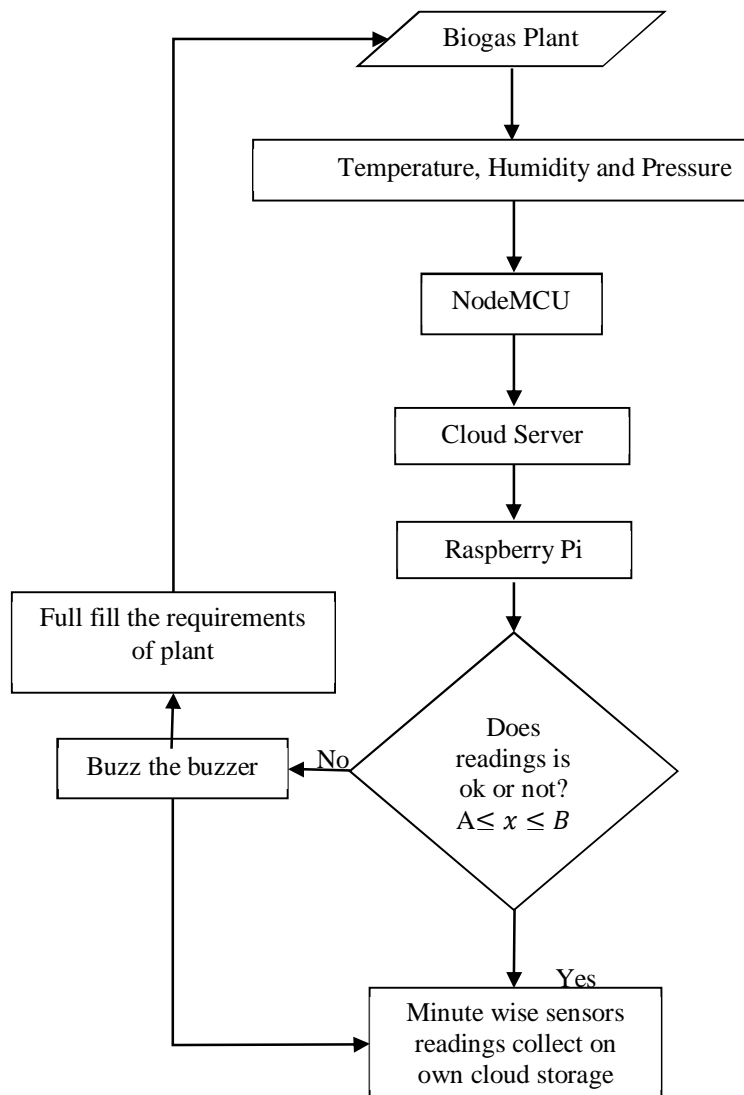 Biogas Plant
Temperature, Humidity and Pressure
NodeMCU
Cloud Server
Raspberry Pi
Full fill the requirements
of plant
Does
readings is
ok or not?
A≤ x ≤ B
No
Buzz the buzzer
Yes
Minute wise sensors
readings collect on
own cloud storage